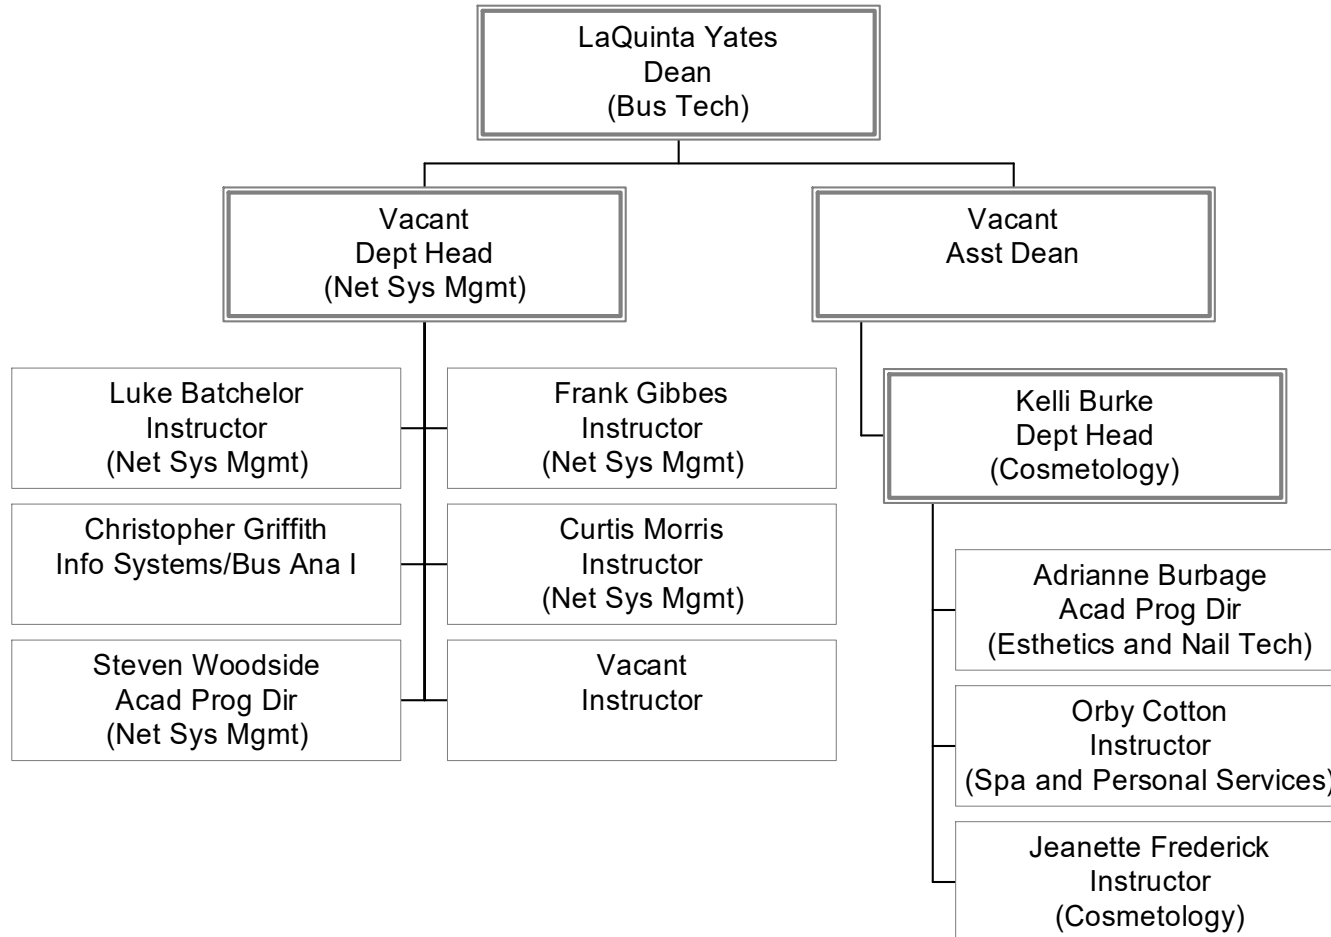 LaQuinta Yates
Dean
(Bus Tech)
Vacant
Dept Head
(Net Sys Mgmt)
Vacant
Asst Dean
Luke Batchelor
Instructor
(Net Sys Mgmt)
Frank Gibbes
Instructor
(Net Sys Mgmt)
Christopher Griffith
Info Systems/Bus Ana I
Curtis Morris
Instructor
(Net Sys Mgmt)
Steven Woodside
Acad Prog Dir
(Net Sys Mgmt)
Vacant
Instructor
Kelli Burke
Dept Head
(Cosmetology)
Adrianne Burbage
Acad Prog Dir
(Esthetics and Nail Tech)
Orby Cotton
Instructor
(Spa and Personal Services)
Jeanette Frederick
Instructor
(Cosmetology)